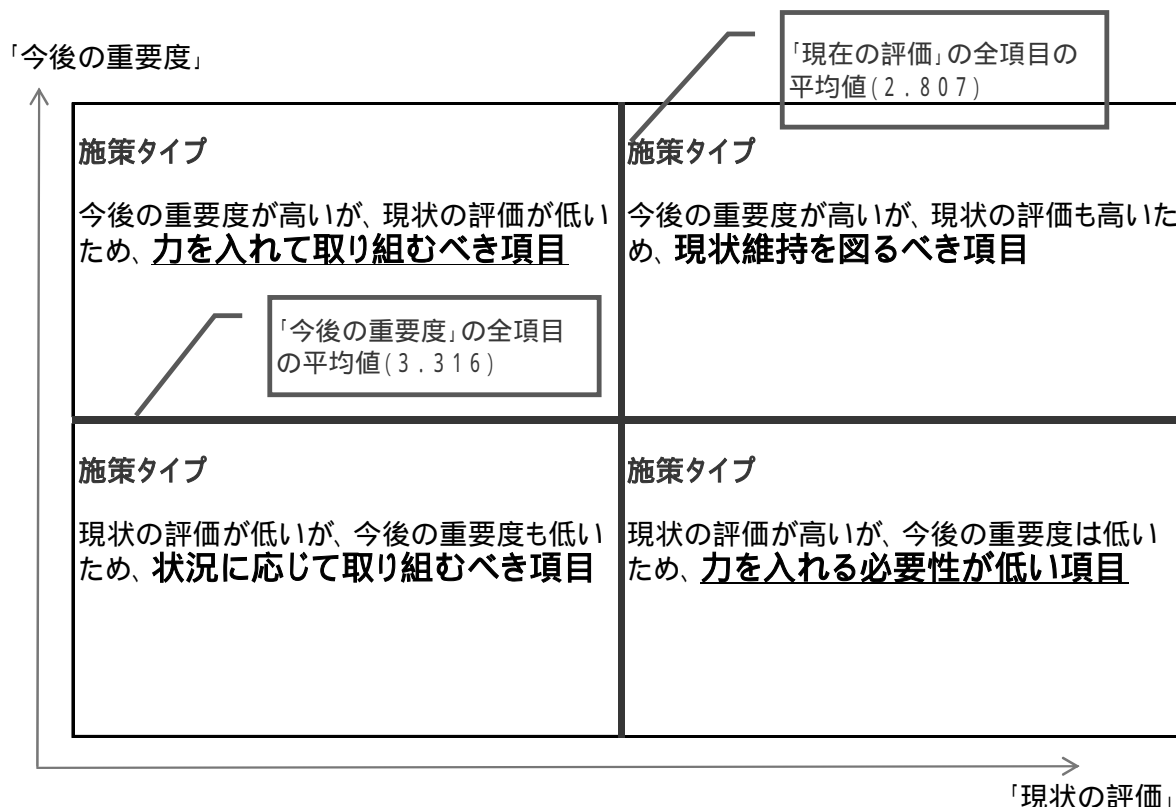 「今後の重要度」
「現在の評価」の全項目の
平均値(2.807)
施策タイプ
今後の重要度が高いが、現状の評価が低い
ため、力を入れて取り組むべき項目
施策タイプ
今後の重要度が高いが、現状の評価も高いた
め、現状維持を図るべき項目
「今後の重要度」の全項目
の平均値(3.316)
施策タイプ
現状の評価が低いが、今後の重要度も低い
ため、状況に応じて取り組むべき項目
施策タイプ
現状の評価が高いが、今後の重要度は低い
ため、力を入れる必要性が低い項目
「現状の評価」